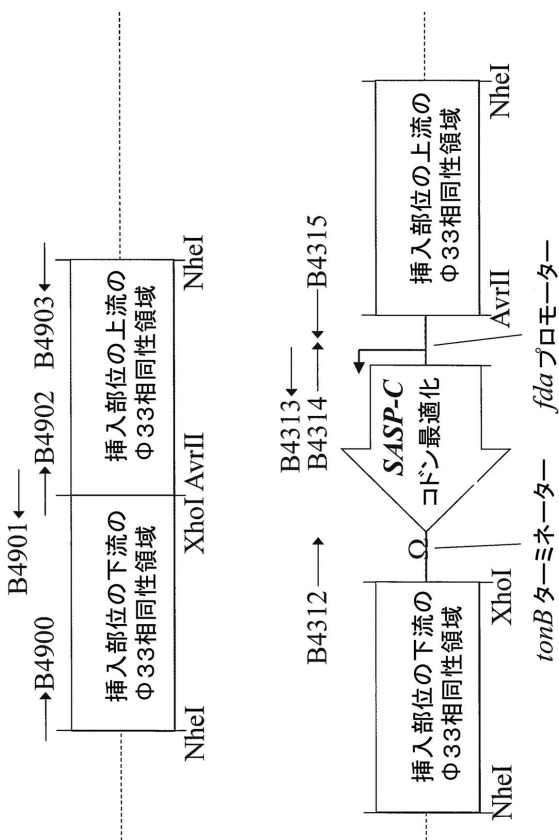 B4900
B4901
B4902
B4903
挿入部位の下流の
Φ33相同性領域
挿入部位の上流の
Φ33相同性領域
NheI
XhoI
AvrII
NheI
B4312
B4313
B4314
B4315
挿入部位の下流の
Φ33相同性領域
Ω
SASP-C
コドン最適化
挿入部位の上流の
Φ33相同性領域
NheI
XhoI
AvrII
NheI
tonB ターミネーター
fda プロモーター